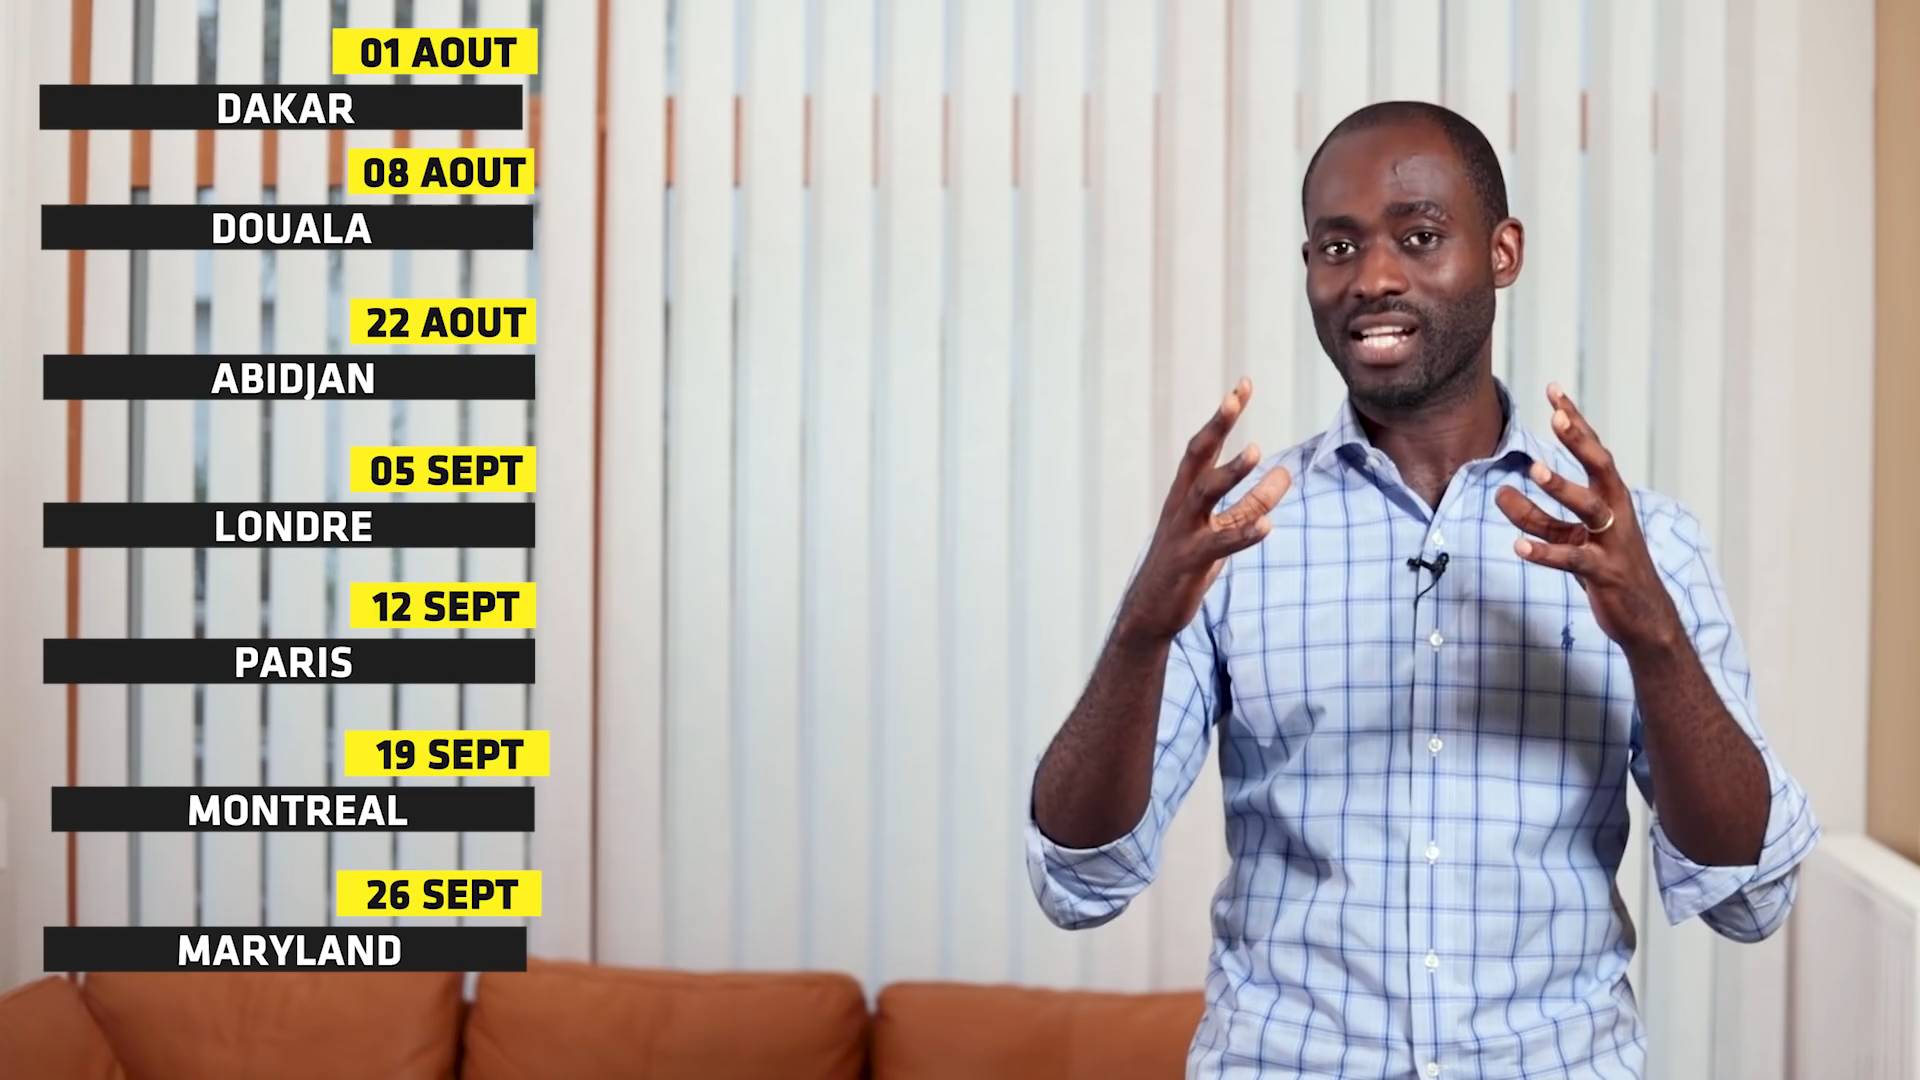 01 AOUT
DAKAR
08 AOUT
DOUALA
22 AOUT
ABIDJAN
05 SEPT
LONDRE
12 SEPT
PARIS
19 SEPT
MONTREAL
26 SEPT
MARYLAND